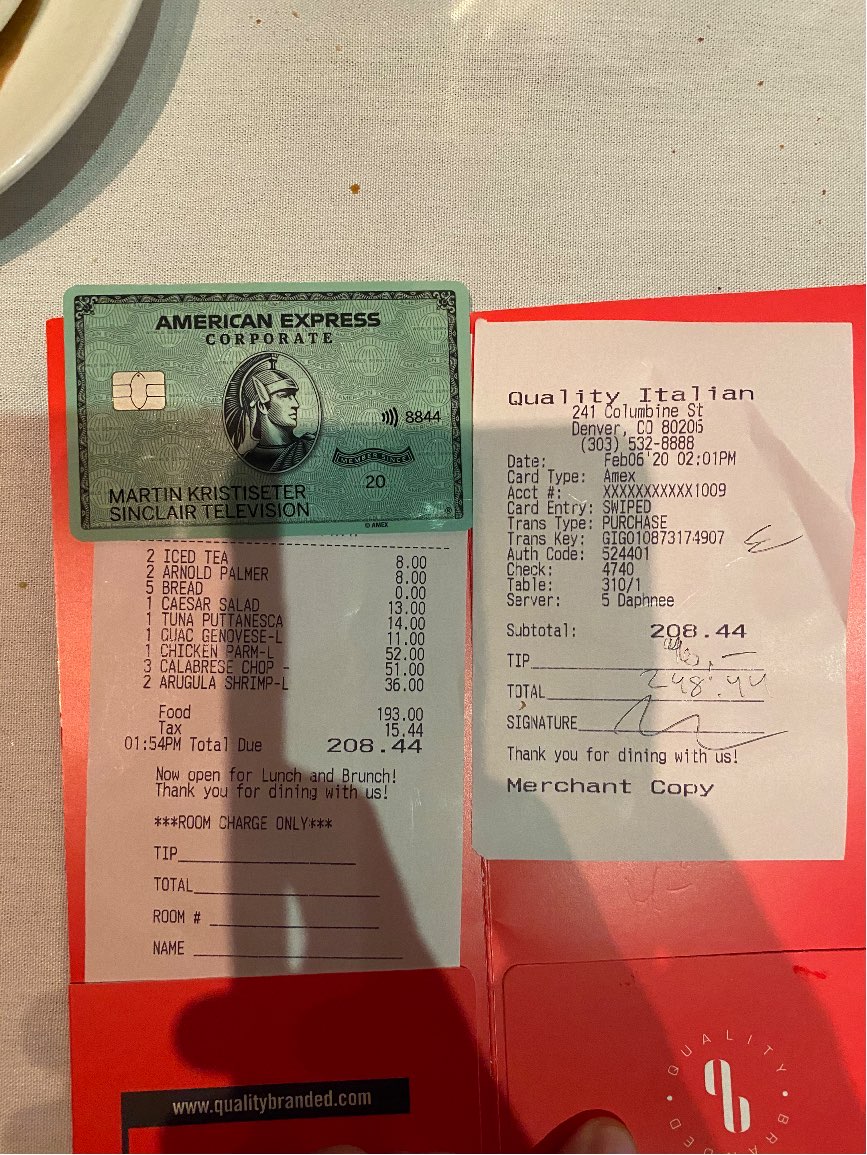 AMERICAN EXPRESS
CORPORATE
8844
MEMBER SINCE
20
MARTIN KRISTISETER
SINCLAIR TELEVISION
© AMEX
2 ICED TEA 8.00
2 ARNOLD PALMER 8.00
5 BREAD 0.00
1 CAESAR SALAD 13.00
1 TUNA PUTTANESCA 14.00
1 GUAC GENOVESE-L 11.00
1 CHICKEN PARM-L 52.00
3 CALABRESE CHOP - 51.00
2 ARUGULA SHRIMP-L 36.00
Food 193.00
Tax 15.44
01:54PM Total Due 208.44
Now open for Lunch and Brunch!
Thank you for dining with us!
***ROOM CHARGE ONLY***
TIP
TOTAL
ROOM #
NAME
www.qualitybranded.com
Quality Italian
241 Columbine St
Denver, CO 80206
(303) 532-8888
Date: Feb06'20 02:01PM
Card Type: Amex
Acct #: XXXXXXXXXXX1009
Card Entry: SWIPED
Trans Type: PURCHASE
Trans Key: GIG010873174907
Auth Code: 524401
Check: 4740
Table: 310/1
Server: 5 Daphnee
Subtotal: 208.44
TIP 40,-
TOTAL 248.44
SIGNATURE
Thank you for dining with us!
Merchant Copy
QUALITY • BRANDED •